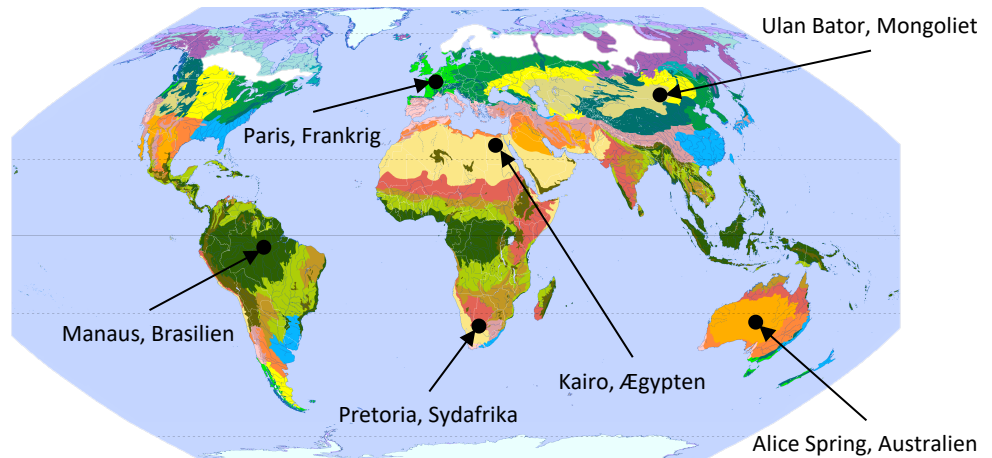 Ulan Bator, Mongoliet
Paris, Frankrig
Manaus, Brasilien
Kairo, Ægypten
Pretoria, Sydafrika
Alice Spring, Australien